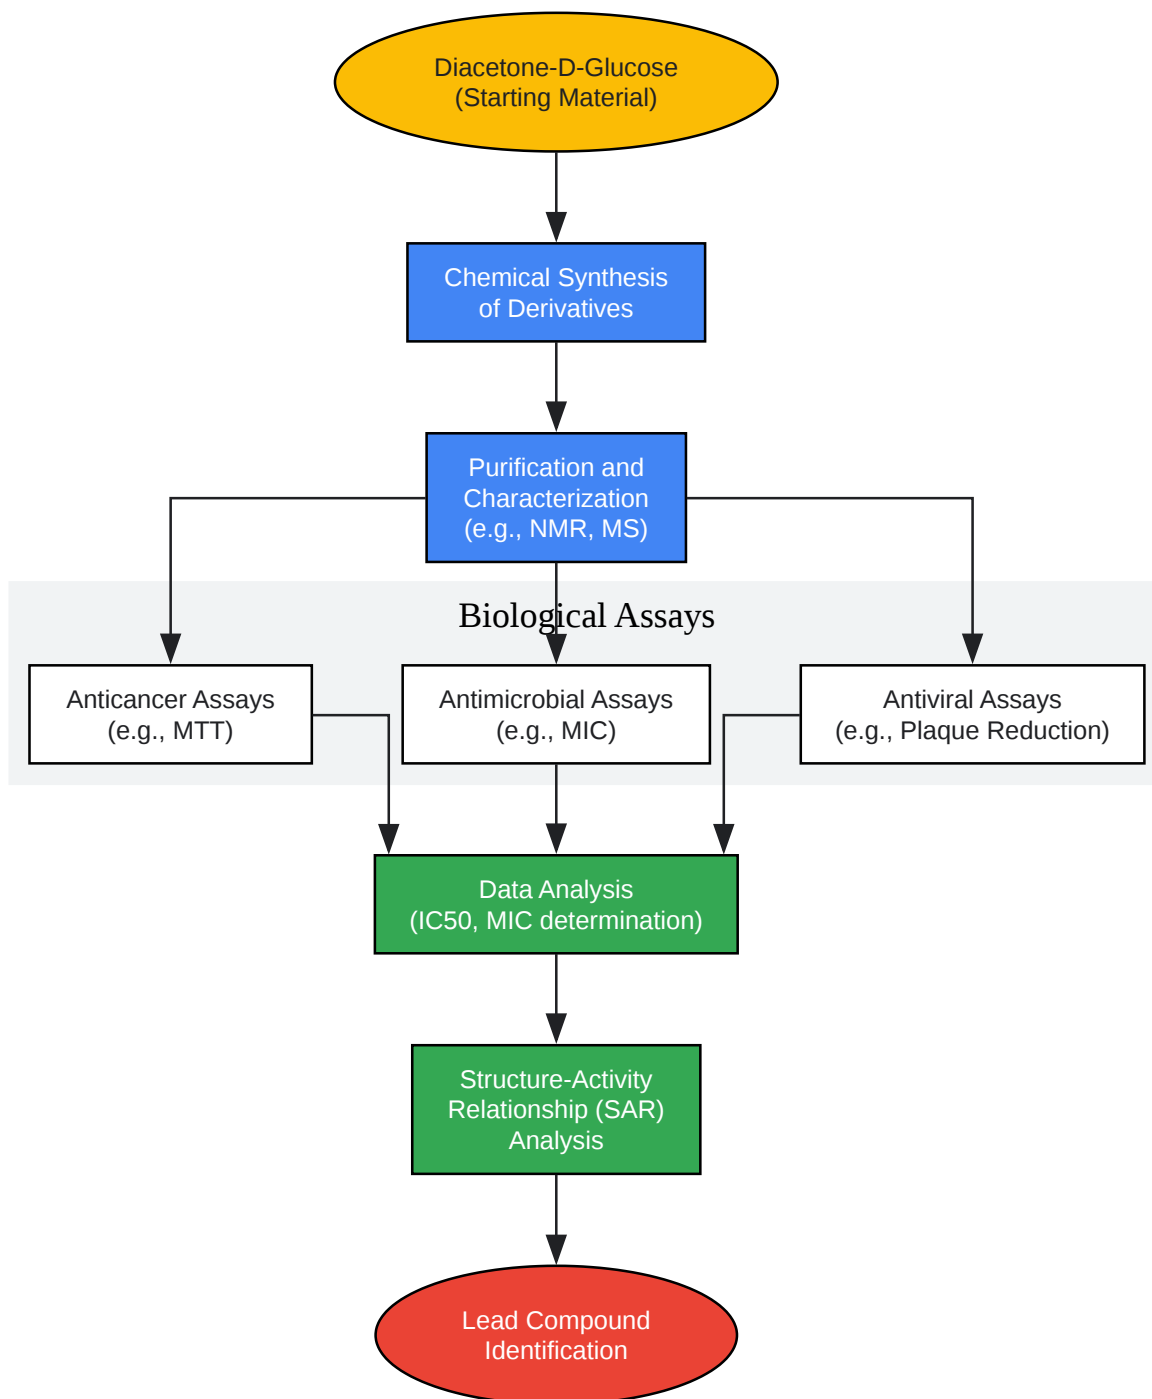 Diacetone-D-Glucose
(Starting Material)
Chemical Synthesis
of Derivatives
Purification and
Characterization
(e.g., NMR, MS)
Biological Assays
Anticancer Assays
(e.g., MTT)
Antimicrobial Assays
(e.g., MIC)
Antiviral Assays
(e.g., Plaque Reduction)
Data Analysis
(IC50, MIC determination)
Structure-Activity
Relationship (SAR)
Analysis
Lead Compound
Identification